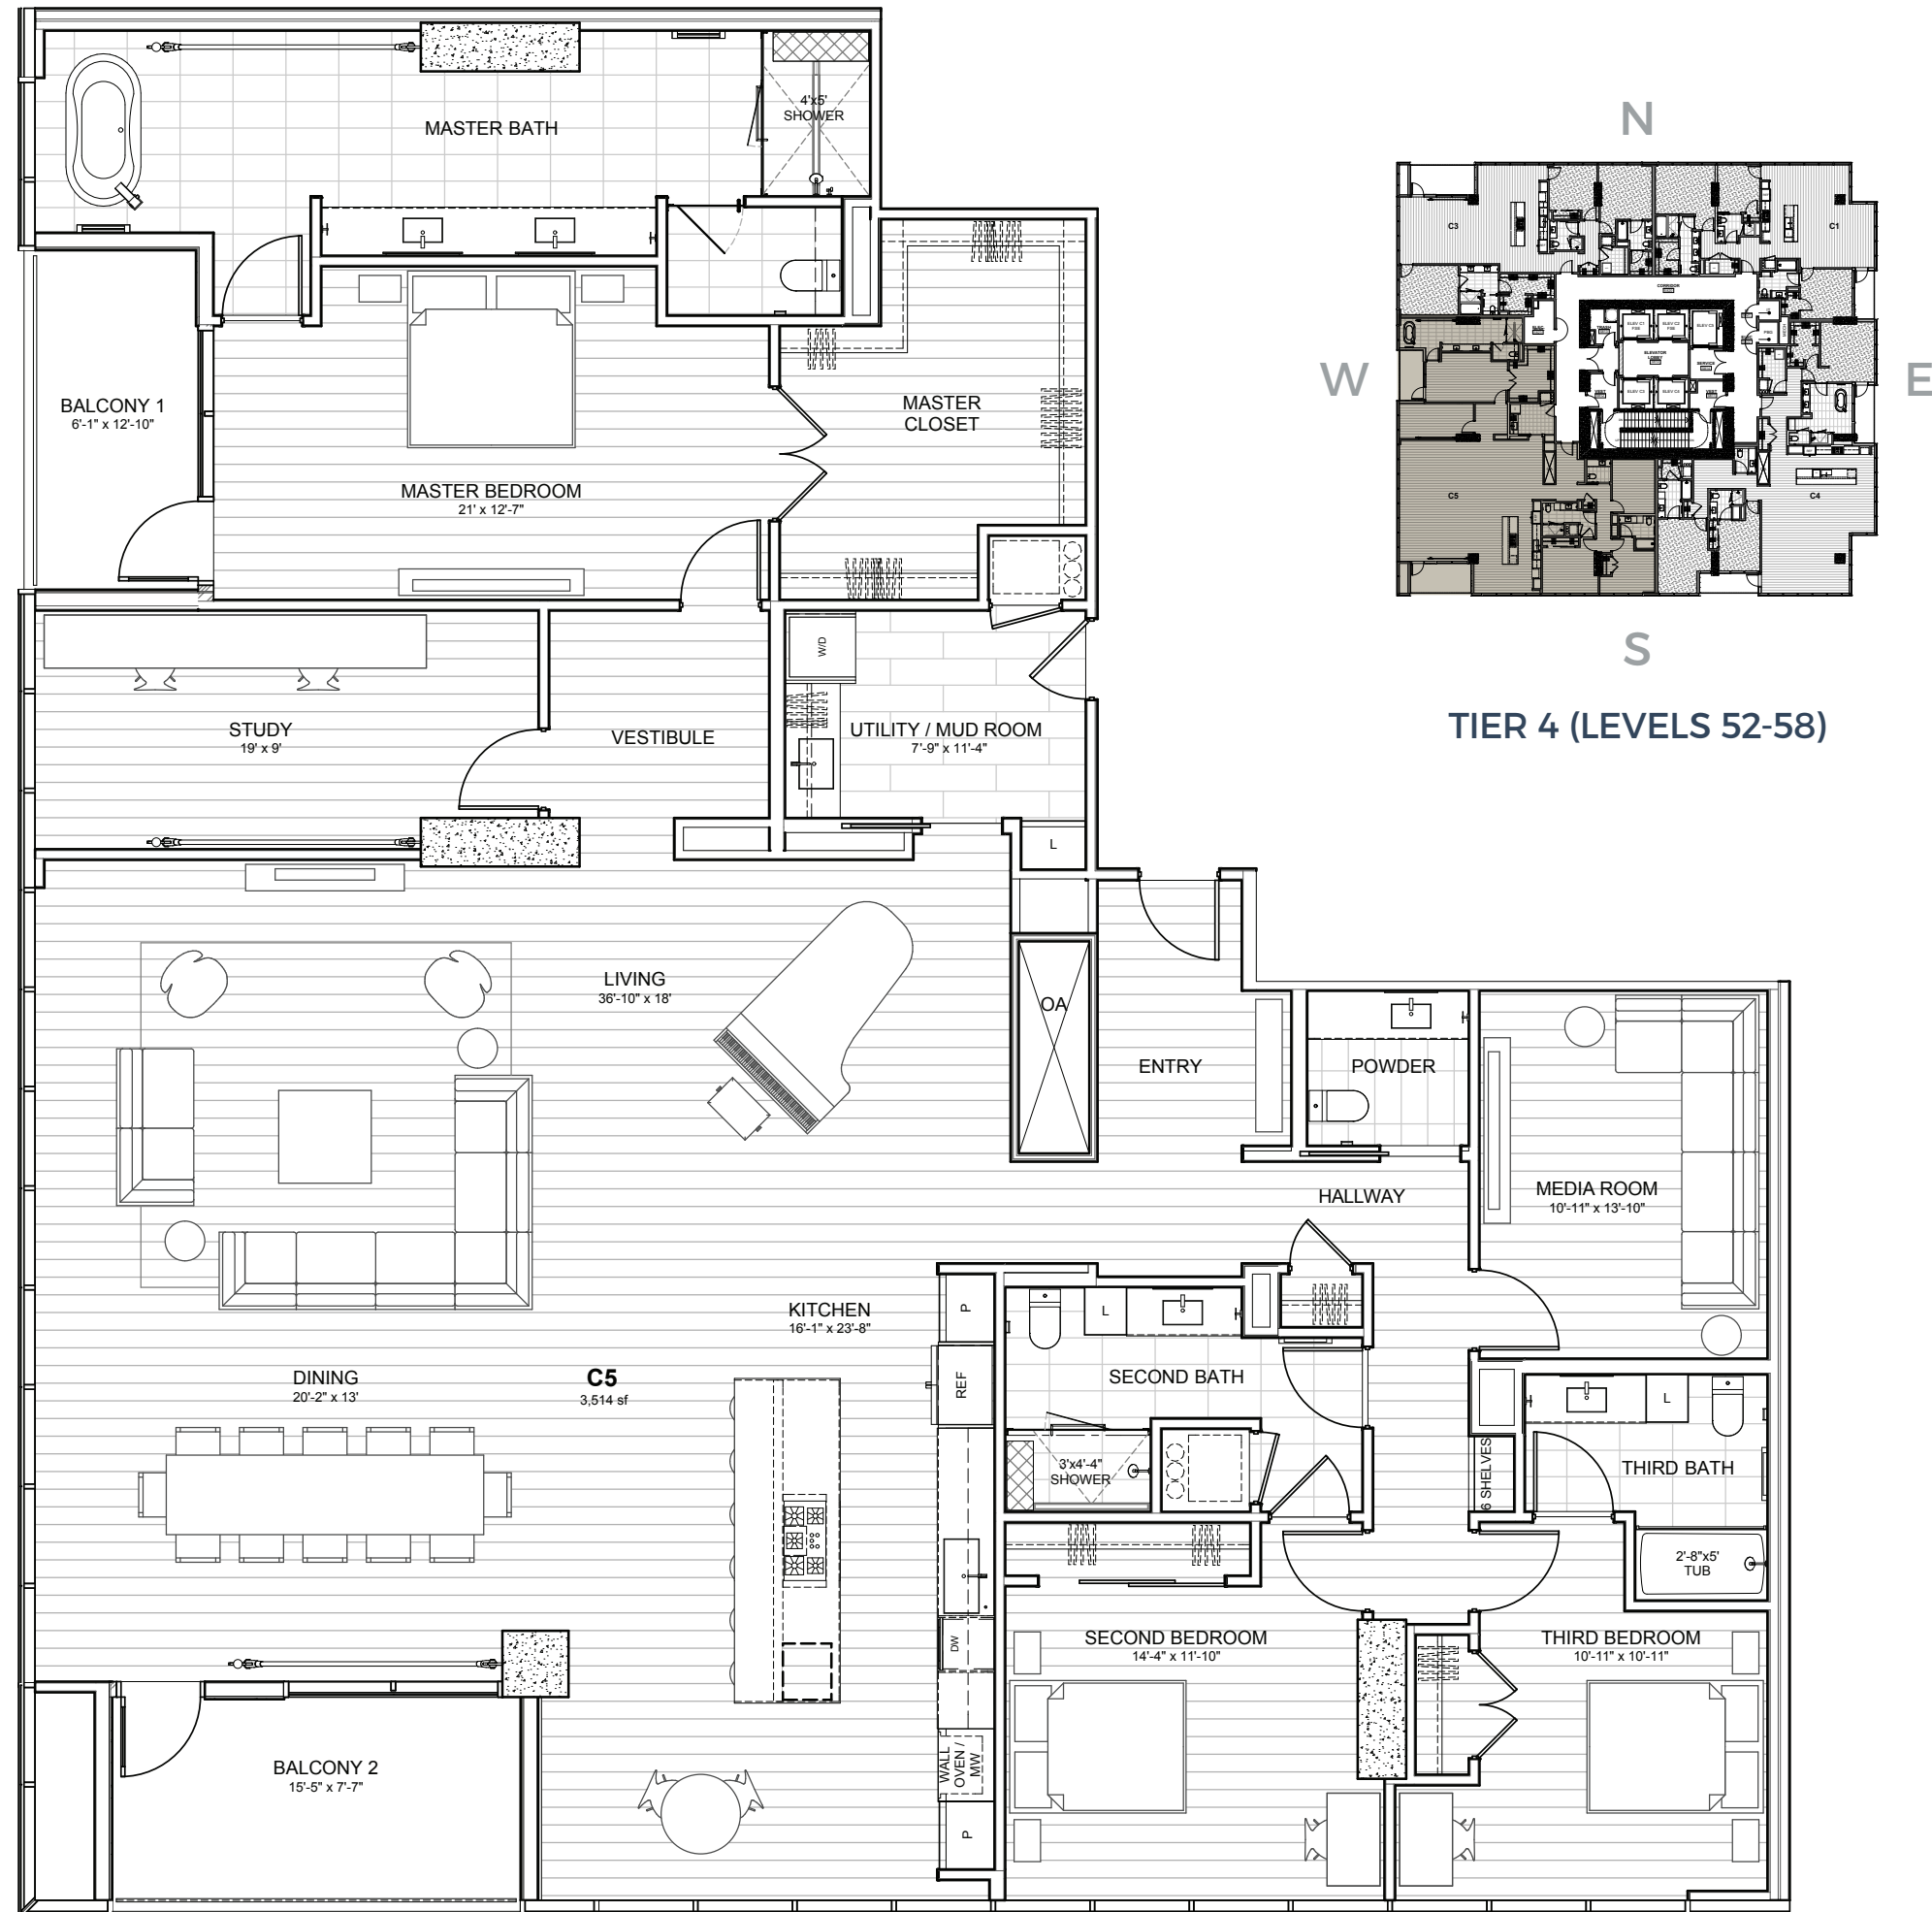 MASTER BATH
4'x5'
SHOWER
BALCONY 1
6'-1" x 12'-10"
MASTER
CLOSET
MASTER BEDROOM
21' x 12'-7"
W/D
STUDY
19' x 9'
VESTIBULE
UTILITY / MUD ROOM
7'-9" x 11'-4"
L
LIVING
36'-10" x 18'
OA
ENTRY
POWDER
HALLWAY
MEDIA ROOM
10'-11" x 13'-10"
KITCHEN
16'-1" x 23'-8"
P
L
DINING
20'-2" x 13'
C5
3,514 sf
REF
SECOND BATH
L
3'x4'-4"
SHOWER
6 SHELVES
THIRD BATH
2'-8"x5'
TUB
DW
SECOND BEDROOM
14'-4" x 11'-10"
THIRD BEDROOM
10'-11" x 10'-11"
BALCONY 2
15'-5" x 7'-7"
WALL
OVEN /
MW
P
N
W
E
S
C3
C1
C5
C4
CORRIDOR
ELEVATOR
LOBBY
SERVICE
TRASH
TIER 4 (LEVELS 52-58)